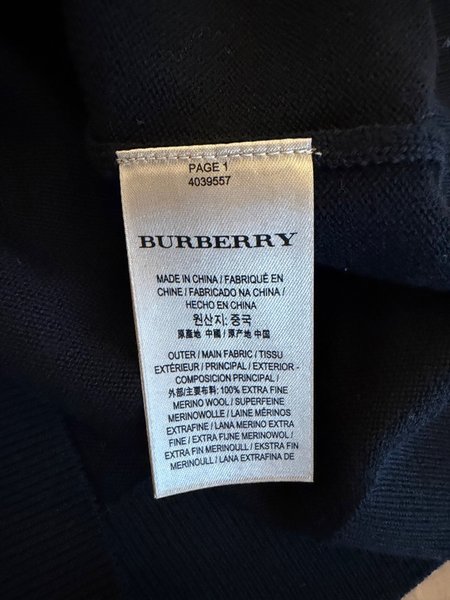 PAGE 1
4039557
BURBERRY
MADE IN CHINA / FABRIQUÉ EN
CHINE / FABRICADO NA CHINA /
HECHO EN CHINA
원산지: 중국
原產地 中國 / 原产地 中国
OUTER / MAIN FABRIC / TISSU
EXTÉRIEUR / PRINCIPAL / EXTERIOR -
COMPOSICION PRINCIPAL /
外部/主要布料: 100% EXTRA FINE
MERINO WOOL / SUPERFEINE
MERINOWOLLE / LAINE MÉRINOS
EXTRAFINE / LANA MERINO EXTRA
FINE / EXTRA FIJNE MERINOWOL /
EXTRA FIN MERINOULL / EKSTRA FIN
MERINOULL / LANA EXTRAFINA DE